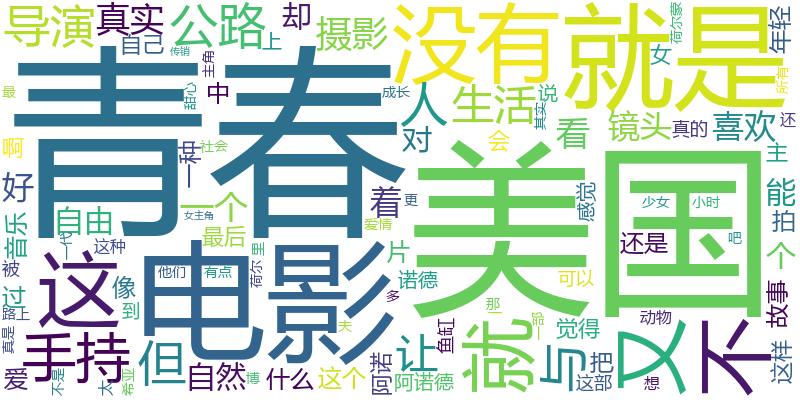 导演
真实
公路
却
摄影
没有
就是
年轻
荷尔蒙
自己
传销
上
主角
女
所有
最
甜心
中
成长
人
生活
其实
说
还
青春
对
会
看
镜头
真的
喜欢
啊
社会
一种
主
好
女主角
一个
着
更
美国
感觉
能
少女
小时
拍
音乐
自由
一代
这种
最后
里
爱情
片
还是
吧
个
被
这
电影
他们
有点
荷尔
诺德
可以
过
像
到
多
那
故事
真是
路上
手持
但
夫
让
鱼缸
就
一部
觉得
又
动物
不
这样
爱
不是
太
希亚
自然
博
什么
这个
阿诺
阿诺德
与
这部
把
想